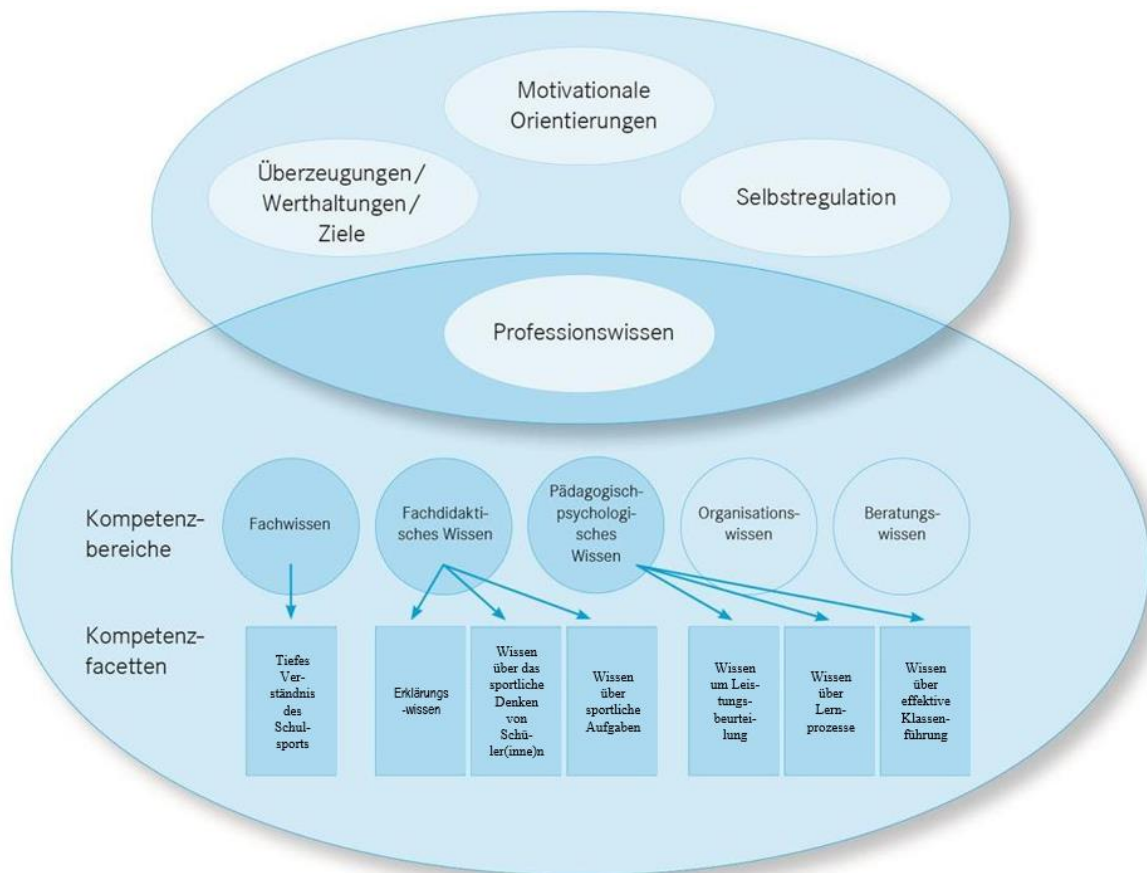 Motivationale
Orientierungen
Überzeugungen /
Werthaltungen /
Ziele
Selbstregulation
Professionswissen
Kompetenz-
bereiche
Fachwissen
Fachdidakti-
sches Wissen
Pädagogisch-
psychologi-
sches
Wissen
Organisations-
wissen
Beratungs-
wissen
Kompetenz-
facetten
Tiefes
Ver-
ständnis
des
Schul-
sports
Erklärungs
-wissen
Wissen
über das
sportliche
Denken
von
Schü-
ler(inne)n
Wissen
über
sportliche
Aufgaben
Wissen
um Leis-
tungs-
beurtei-
lung
Wissen
über
Lern-
prozesse
Wissen
über
effektive
Klassen-
führung